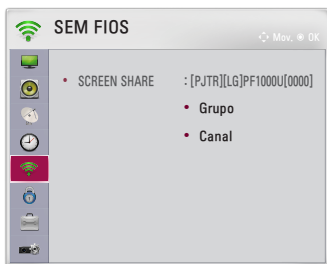 SEM FIOS
Mov. OK
• SCREEN SHARE : [PJTR][LG]PF1000U[0000]
• Grupo
• Canal